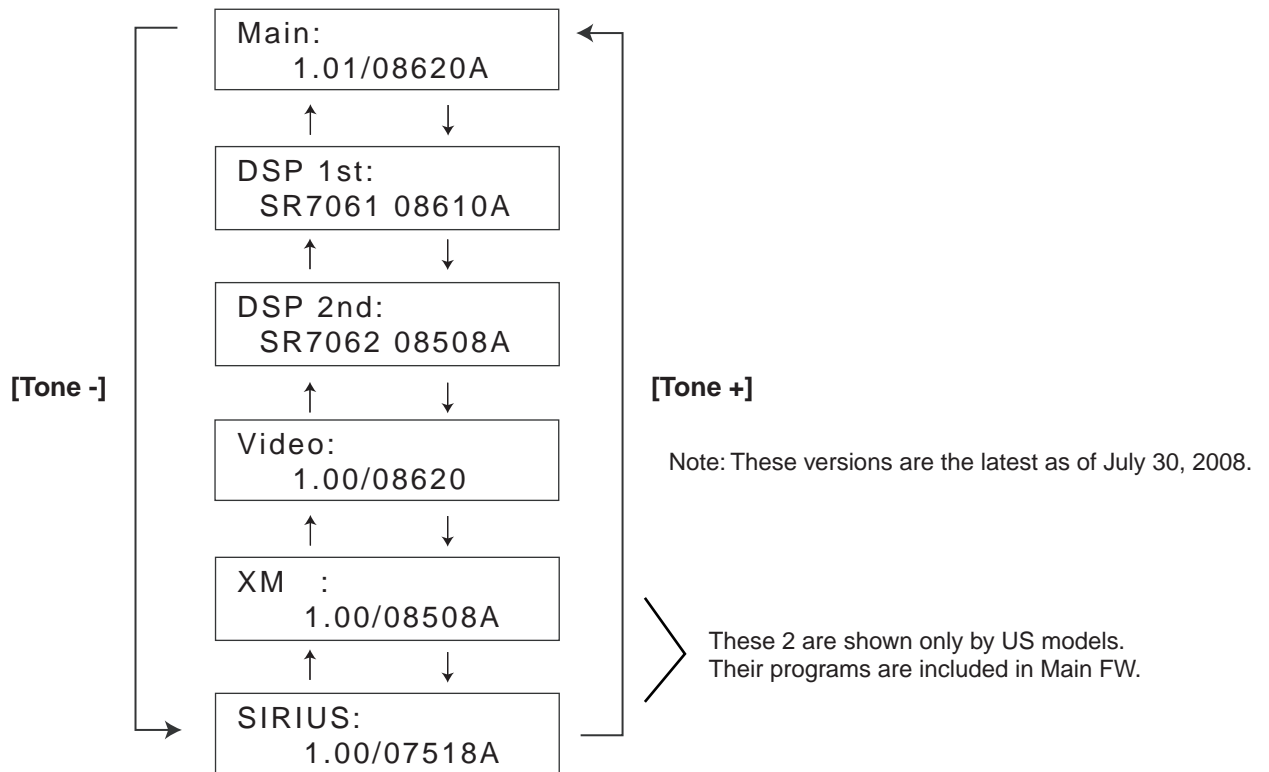 Main:
1.01/08620A
DSP 1st:
SR7061 08610A
DSP 2nd:
SR7062 08508A
[Tone -]
[Tone +]
Video:
1.00/08620
Note: These versions are the latest as of July 30, 2008.
XM :
1.00/08508A
These 2 are shown only by US models.
Their programs are included in Main FW.
SIRIUS:
1.00/07518A